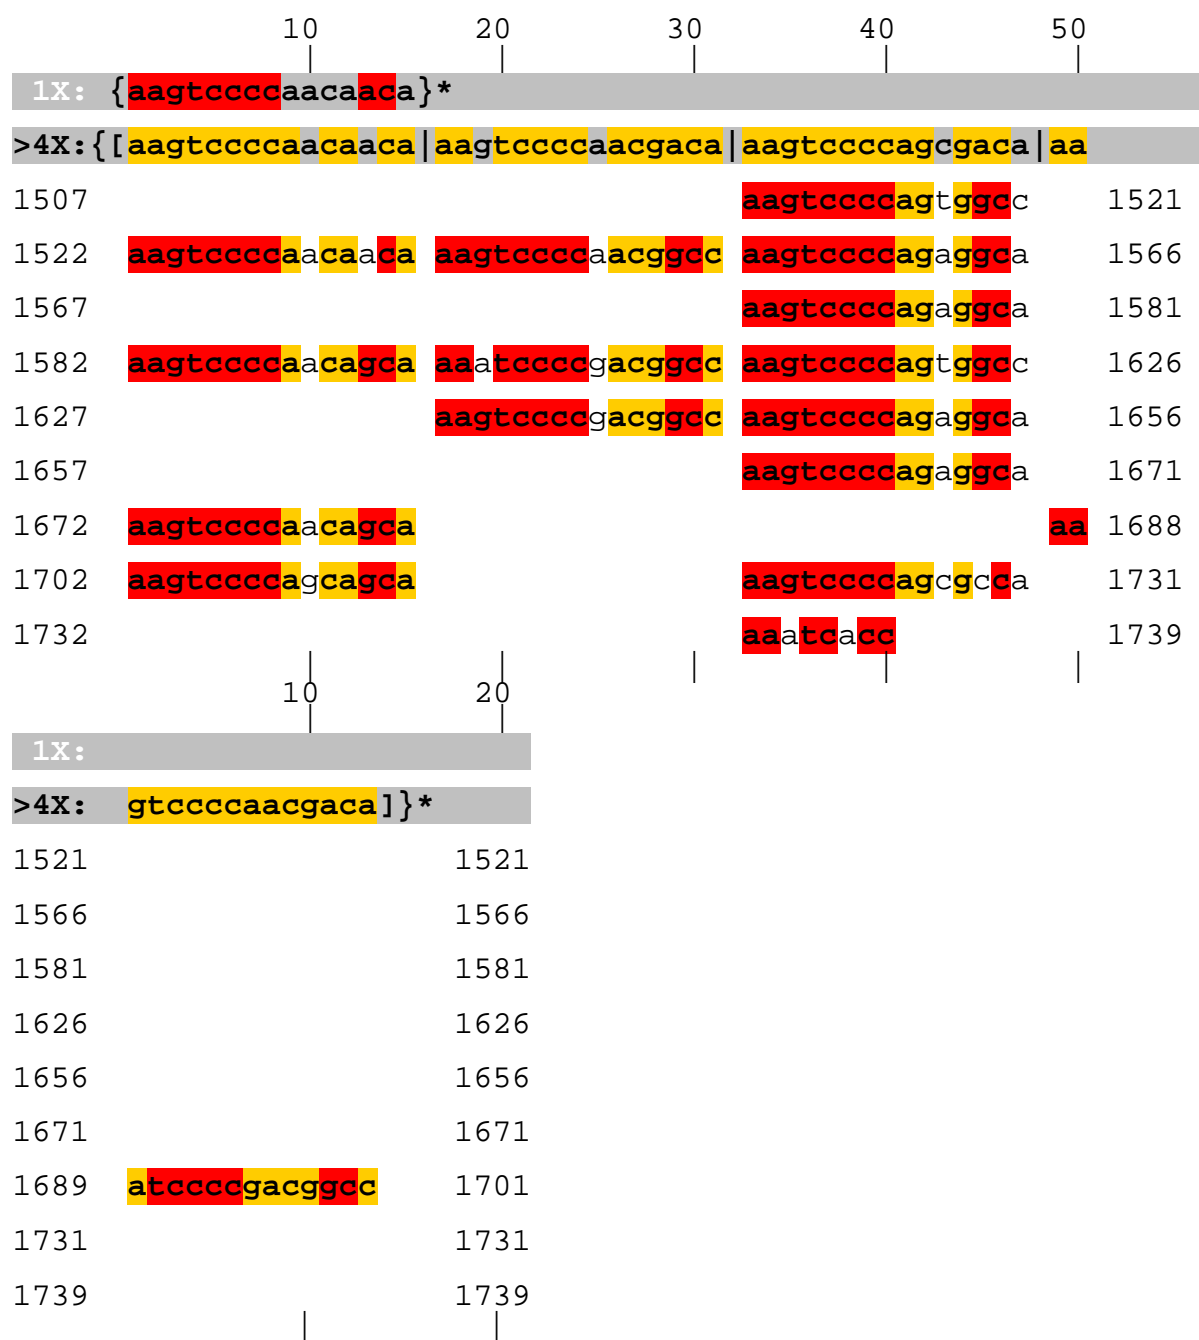 10 20 30 40 50
| | | | |
1X: {aagtccccaacaaca}*
>4X:{[aagtccccaacaaca|aagtccccaacgaca|aagtccccagcgaca|aa
1507 aagtccccagtggcc 1521
1522 aagtccccaacaaca aagtccccaacggcc aagtccccagaggca 1566
1567 aagtccccagaggca 1581
1582 aagtccccaacagca aaatccccgacggcc aagtccccagtggcc 1626
1627 aagtccccgacggcc aagtccccagaggca 1656
1657 aagtccccagaggca 1671
1672 aagtccccaacagca aa 1688
1702 aagtccccagcagca aagtccccagcgcca 1731
1732 aaatcacc 1739
| | | | |
10 20
| |
1X:
>4X: gtccccaacgaca]}*
1521 1521
1566 1566
1581 1581
1626 1626
1656 1656
1671 1671
1689 atccccgacggcc 1701
1731 1731
1739 1739
| |